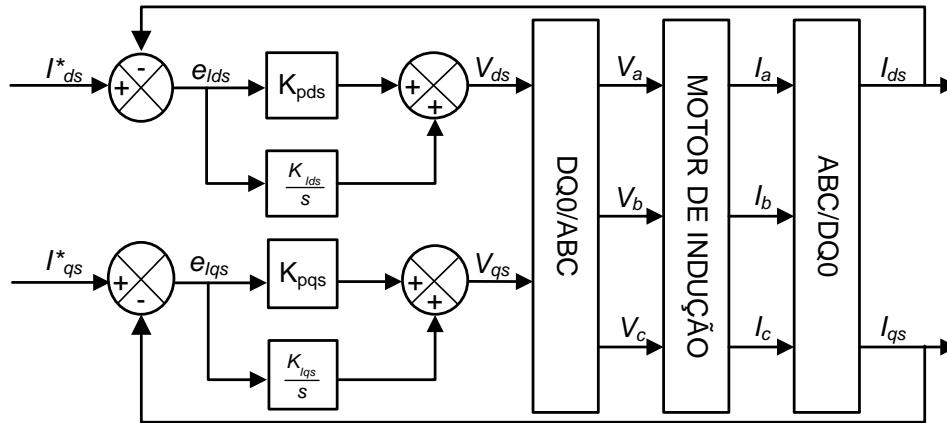 I*ds
+
-
eIds
Kpds
KIds
s
+
+
Vds
I*qs
+
-
eIqs
Kpqs
KIqs
s
+
+
Vqs
DQ0/ABC
Va
Vb
Vc
MOTOR DE INDUÇÃO
Ia
Ib
Ic
ABC/DQ0
Ids
Iqs